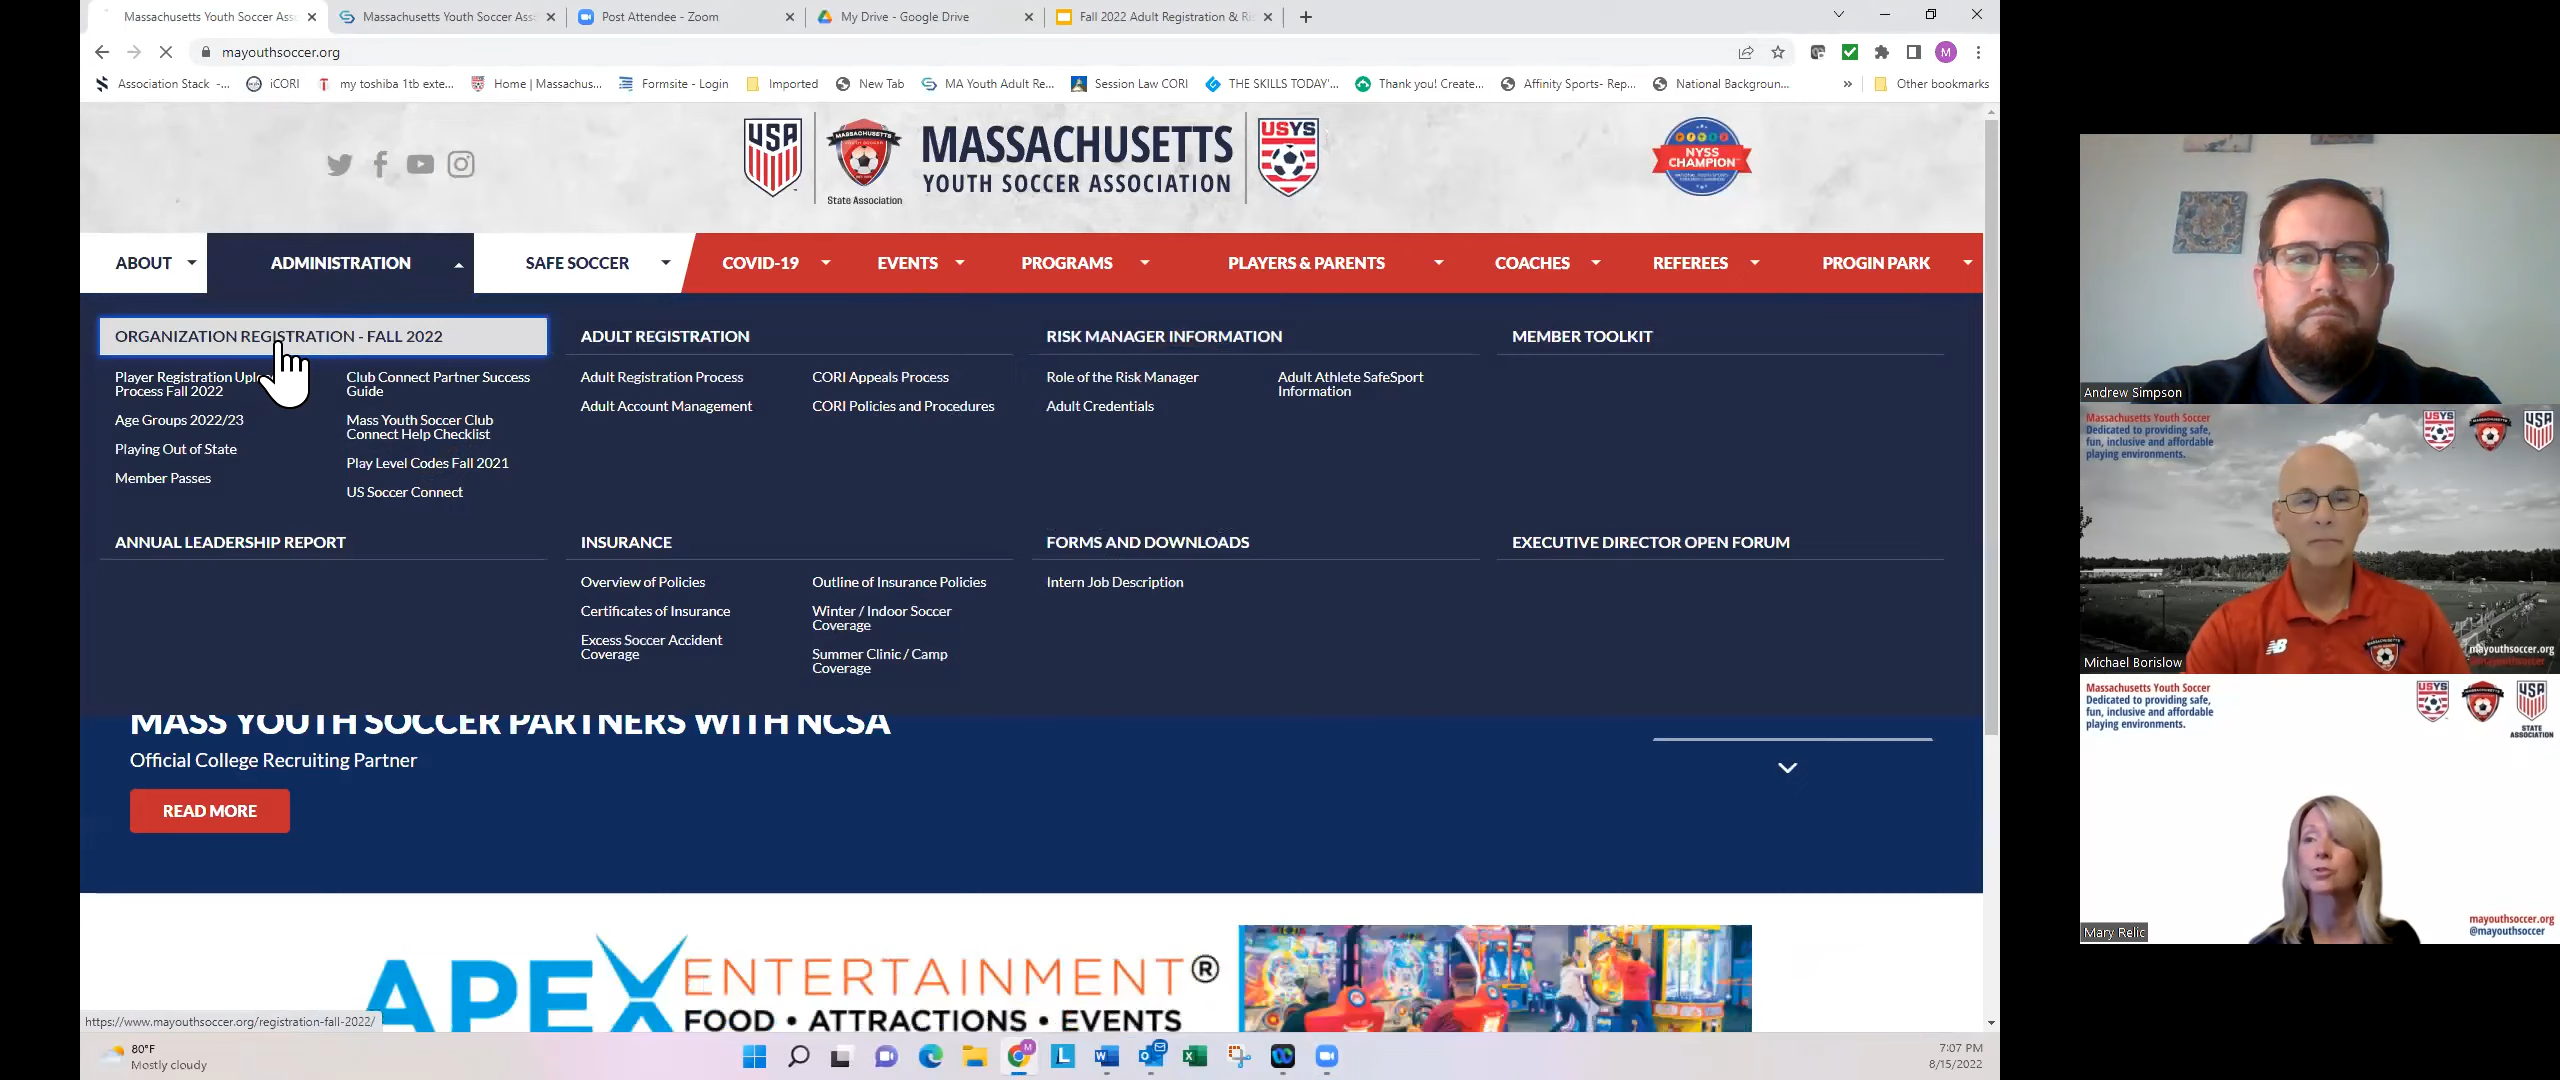 Massachusetts Youth Soccer Ass
Massachusetts Youth Soccer Ass
Post Attendee - Zoom
My Drive - Google Drive
Fall 2022 Adult Registration & Ri
mayouthsoccer.org
M
Association Stack -...
iCORI
my toshiba 1tb exte...
Home | Massachus...
Formsite - Login
Imported
New Tab
MA Youth Adult Re...
Session Law CORI
THE SKILLS TODAY'...
Thank you! Create...
Affinity Sports- Rep...
National Backgroun...
»
Other bookmarks
USA
MASSACHUSETTS
State Association
MASSACHUSETTS
YOUTH SOCCER ASSOCIATION
USYS
NYSS
CHAMPION
ABOUT
ADMINISTRATION
SAFE SOCCER
COVID-19
EVENTS
PROGRAMS
PLAYERS & PARENTS
COACHES
REFEREES
PROGIN PARK
ORGANIZATION REGISTRATION - FALL 2022
Player Registration Uplo
Process Fall 2022
Age Groups 2022/23
Playing Out of State
Member Passes
Club Connect Partner Success
Guide
Mass Youth Soccer Club
Connect Help Checklist
Play Level Codes Fall 2021
US Soccer Connect
ADULT REGISTRATION
Adult Registration Process
Adult Account Management
CORI Appeals Process
CORI Policies and Procedures
RISK MANAGER INFORMATION
Role of the Risk Manager
Adult Credentials
Adult Athlete SafeSport
Information
MEMBER TOOLKIT
ANNUAL LEADERSHIP REPORT
INSURANCE
Overview of Policies
Certificates of Insurance
Excess Soccer Accident
Coverage
Outline of Insurance Policies
Winter / Indoor Soccer
Coverage
Summer Clinic / Camp
Coverage
FORMS AND DOWNLOADS
Intern Job Description
EXECUTIVE DIRECTOR OPEN FORUM
MASS YOUTH SOCCER PARTNERS WITH NCSA
Official College Recruiting Partner
READ MORE
APEX ENTERTAINMENT®
FOOD • ATTRACTIONS • EVENTS
https://www.mayouthsoccer.org/registration-fall-2022/
80°F
Mostly cloudy
7:07 PM
8/15/2022
Andrew Simpson
Massachusetts Youth Soccer
Dedicated to providing safe,
fun, inclusive and affordable
playing environments.
USYS
USA
mayouthsoccer.org
Michael Borislow
Massachusetts Youth Soccer
Dedicated to providing safe,
fun, inclusive and affordable
playing environments.
USYS
USA
STATE
ASSOCIATION
mayouthsoccer.org
@mayouthsoccer
Mary Relic